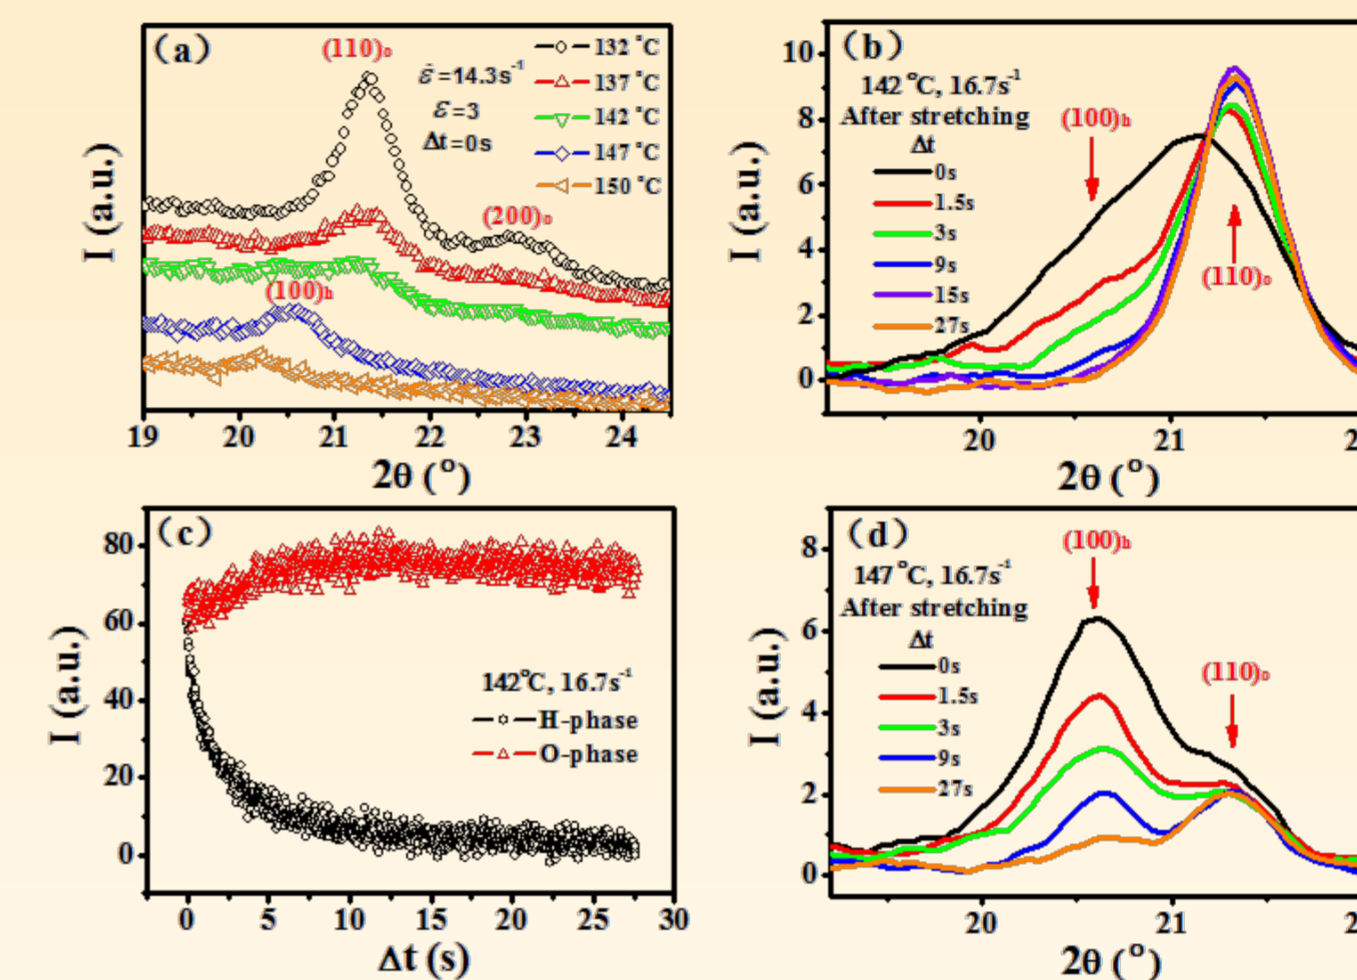 (a)
(110)o
ε̇=14.3s-1
ε=3
Δt=0s
132 °C
137 °C
142 °C
147 °C
150 °C
(200)o
(100)h
I (a.u.)
19 20 21 22 23 24
2θ (°)
(b)
142 °C, 16.7s-1
After stretching
Δt
0s
1.5s
3s
9s
15s
27s
(100)h
(110)o
I (a.u.)
10
8
6
4
2
0
20 21 2
2θ (°)
(c)
142°C, 16.7s-1
H-phase
O-phase
I (a.u.)
80
60
40
20
0
0 5 10 15 20 25 30
Δt (s)
(d)
147 °C, 16.7s-1
After stretching
Δt
0s
1.5s
3s
9s
27s
(100)h
(110)o
I (a.u.)
8
6
4
2
0
20 21 2
2θ (°)